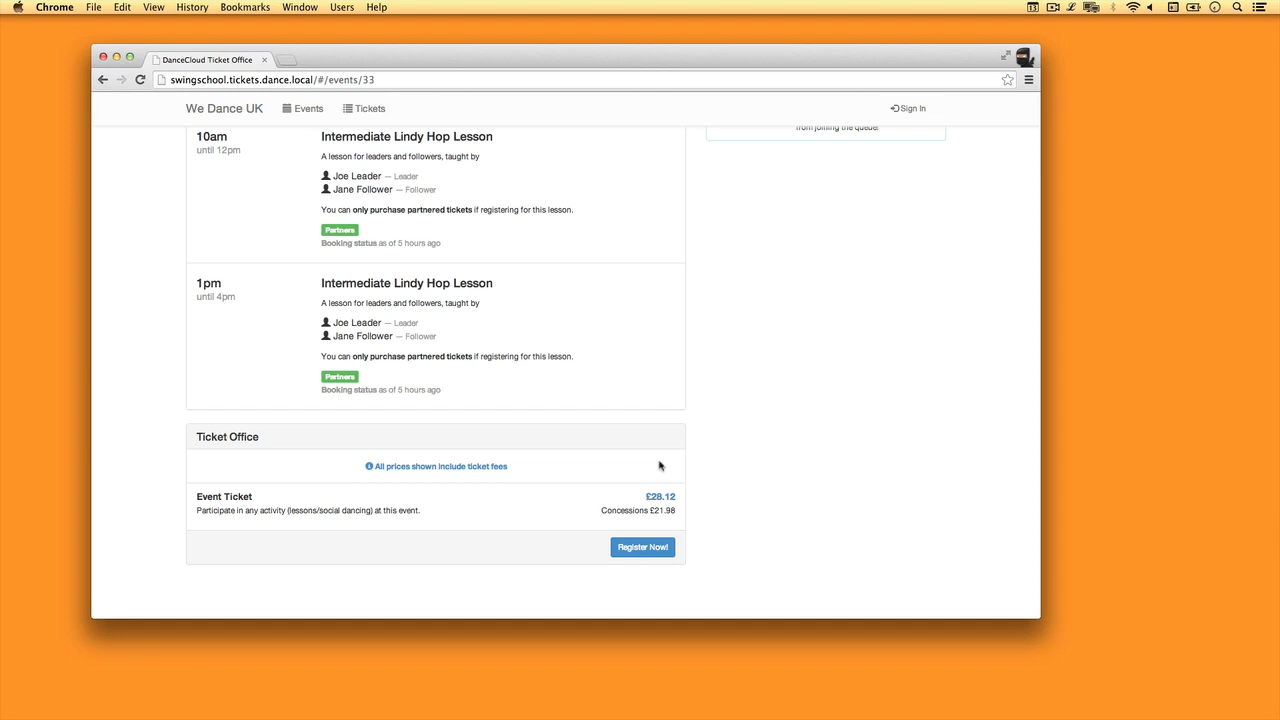 Chrome File Edit View History Bookmarks Window Users Help
DanceCloud Ticket Office
swingschool.tickets.dance.local/#/events/33
We Dance UK Events Tickets Sign In
from joining the queue.
10am
until 12pm
Intermediate Lindy Hop Lesson
A lesson for leaders and followers, taught by
Joe Leader — Leader
Jane Follower — Follower
You can only purchase partnered tickets if registering for this lesson.
Partners
Booking status as of 5 hours ago
1pm
until 4pm
Intermediate Lindy Hop Lesson
A lesson for leaders and followers, taught by
Joe Leader — Leader
Jane Follower — Follower
You can only purchase partnered tickets if registering for this lesson.
Partners
Booking status as of 5 hours ago
Ticket Office
All prices shown include ticket fees
Event Ticket £28.12
Participate in any activity (lessons/social dancing) at this event. Concessions £21.98
Register Now!